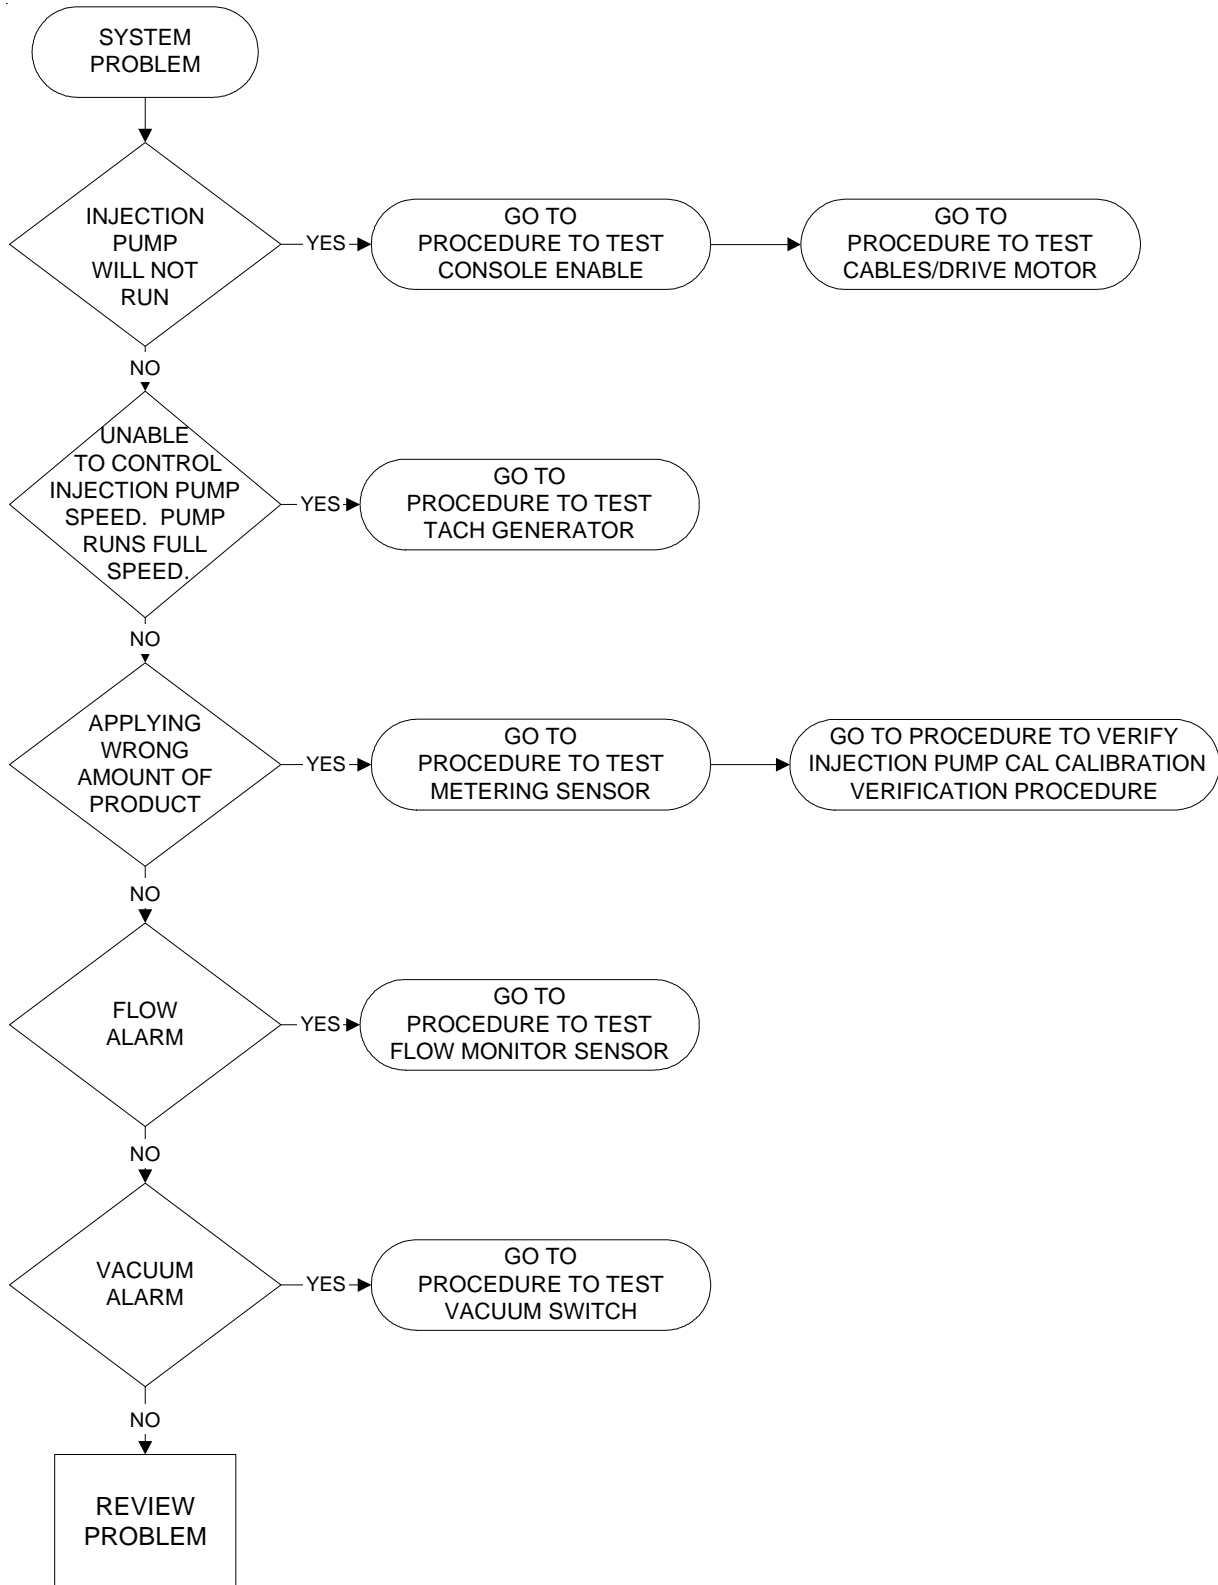 SYSTEM
PROBLEM
INJECTION
PUMP
WILL NOT
RUN
YES
GO TO
PROCEDURE TO TEST
CONSOLE ENABLE
GO TO
PROCEDURE TO TEST
CABLES/DRIVE MOTOR
NO
UNABLE
TO CONTROL
INJECTION PUMP
SPEED. PUMP
RUNS FULL
SPEED.
YES
GO TO
PROCEDURE TO TEST
TACH GENERATOR
NO
APPLYING
WRONG
AMOUNT OF
PRODUCT
YES
GO TO
PROCEDURE TO TEST
METERING SENSOR
GO TO PROCEDURE TO VERIFY
INJECTION PUMP CAL CALIBRATION
VERIFICATION PROCEDURE
NO
FLOW
ALARM
YES
GO TO
PROCEDURE TO TEST
FLOW MONITOR SENSOR
NO
VACUUM
ALARM
YES
GO TO
PROCEDURE TO TEST
VACUUM SWITCH
NO
REVIEW
PROBLEM